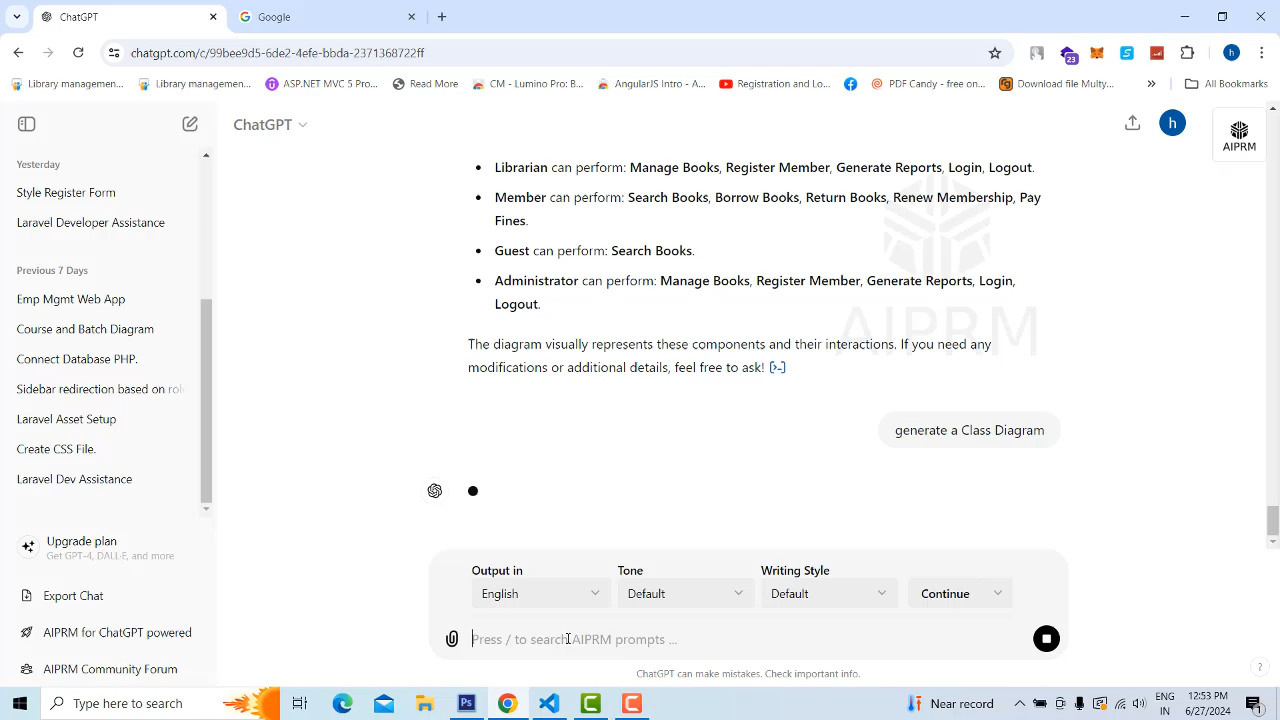 ChatGPT
Google
chatgpt.com/c/99bee9d5-6de2-4efe-bbda-2371368722ff
23
h
Library managemen...
Library managemen...
ASP.NET MVC 5 Pro...
Read More
CM - Lumino Pro: B...
AngularJS Intro - A...
Registration and Lo...
PDF Candy - free on...
Download file Multy...
»
All Bookmarks
ChatGPT
h
AIPRM
Yesterday
Style Register Form
Laravel Developer Assistance
Previous 7 Days
Emp Mgmt Web App
Course and Batch Diagram
Connect Database PHP.
Sidebar redirection based on role
Laravel Asset Setup
Create CSS File.
Laravel Dev Assistance
Upgrade plan
Get GPT-4, DALL·E, and more
Export Chat
AIPRM for ChatGPT powered
AIPRM Community Forum
• Librarian can perform: Manage Books, Register Member, Generate Reports, Login, Logout.
• Member can perform: Search Books, Borrow Books, Return Books, Renew Membership, Pay
Fines.
• Guest can perform: Search Books.
• Administrator can perform: Manage Books, Register Member, Generate Reports, Login,
Logout.
AIPRM
The diagram visually represents these components and their interactions. If you need any
modifications or additional details, feel free to ask! [>-]
generate a Class Diagram
Output in
Tone
Writing Style
English
Default
Default
Continue
Press / to search AIPRM prompts ...
ChatGPT can make mistakes. Check important info.
?
Type here to search
Ps
Near record
ENG
IN
12:53 PM
6/27/2024
1